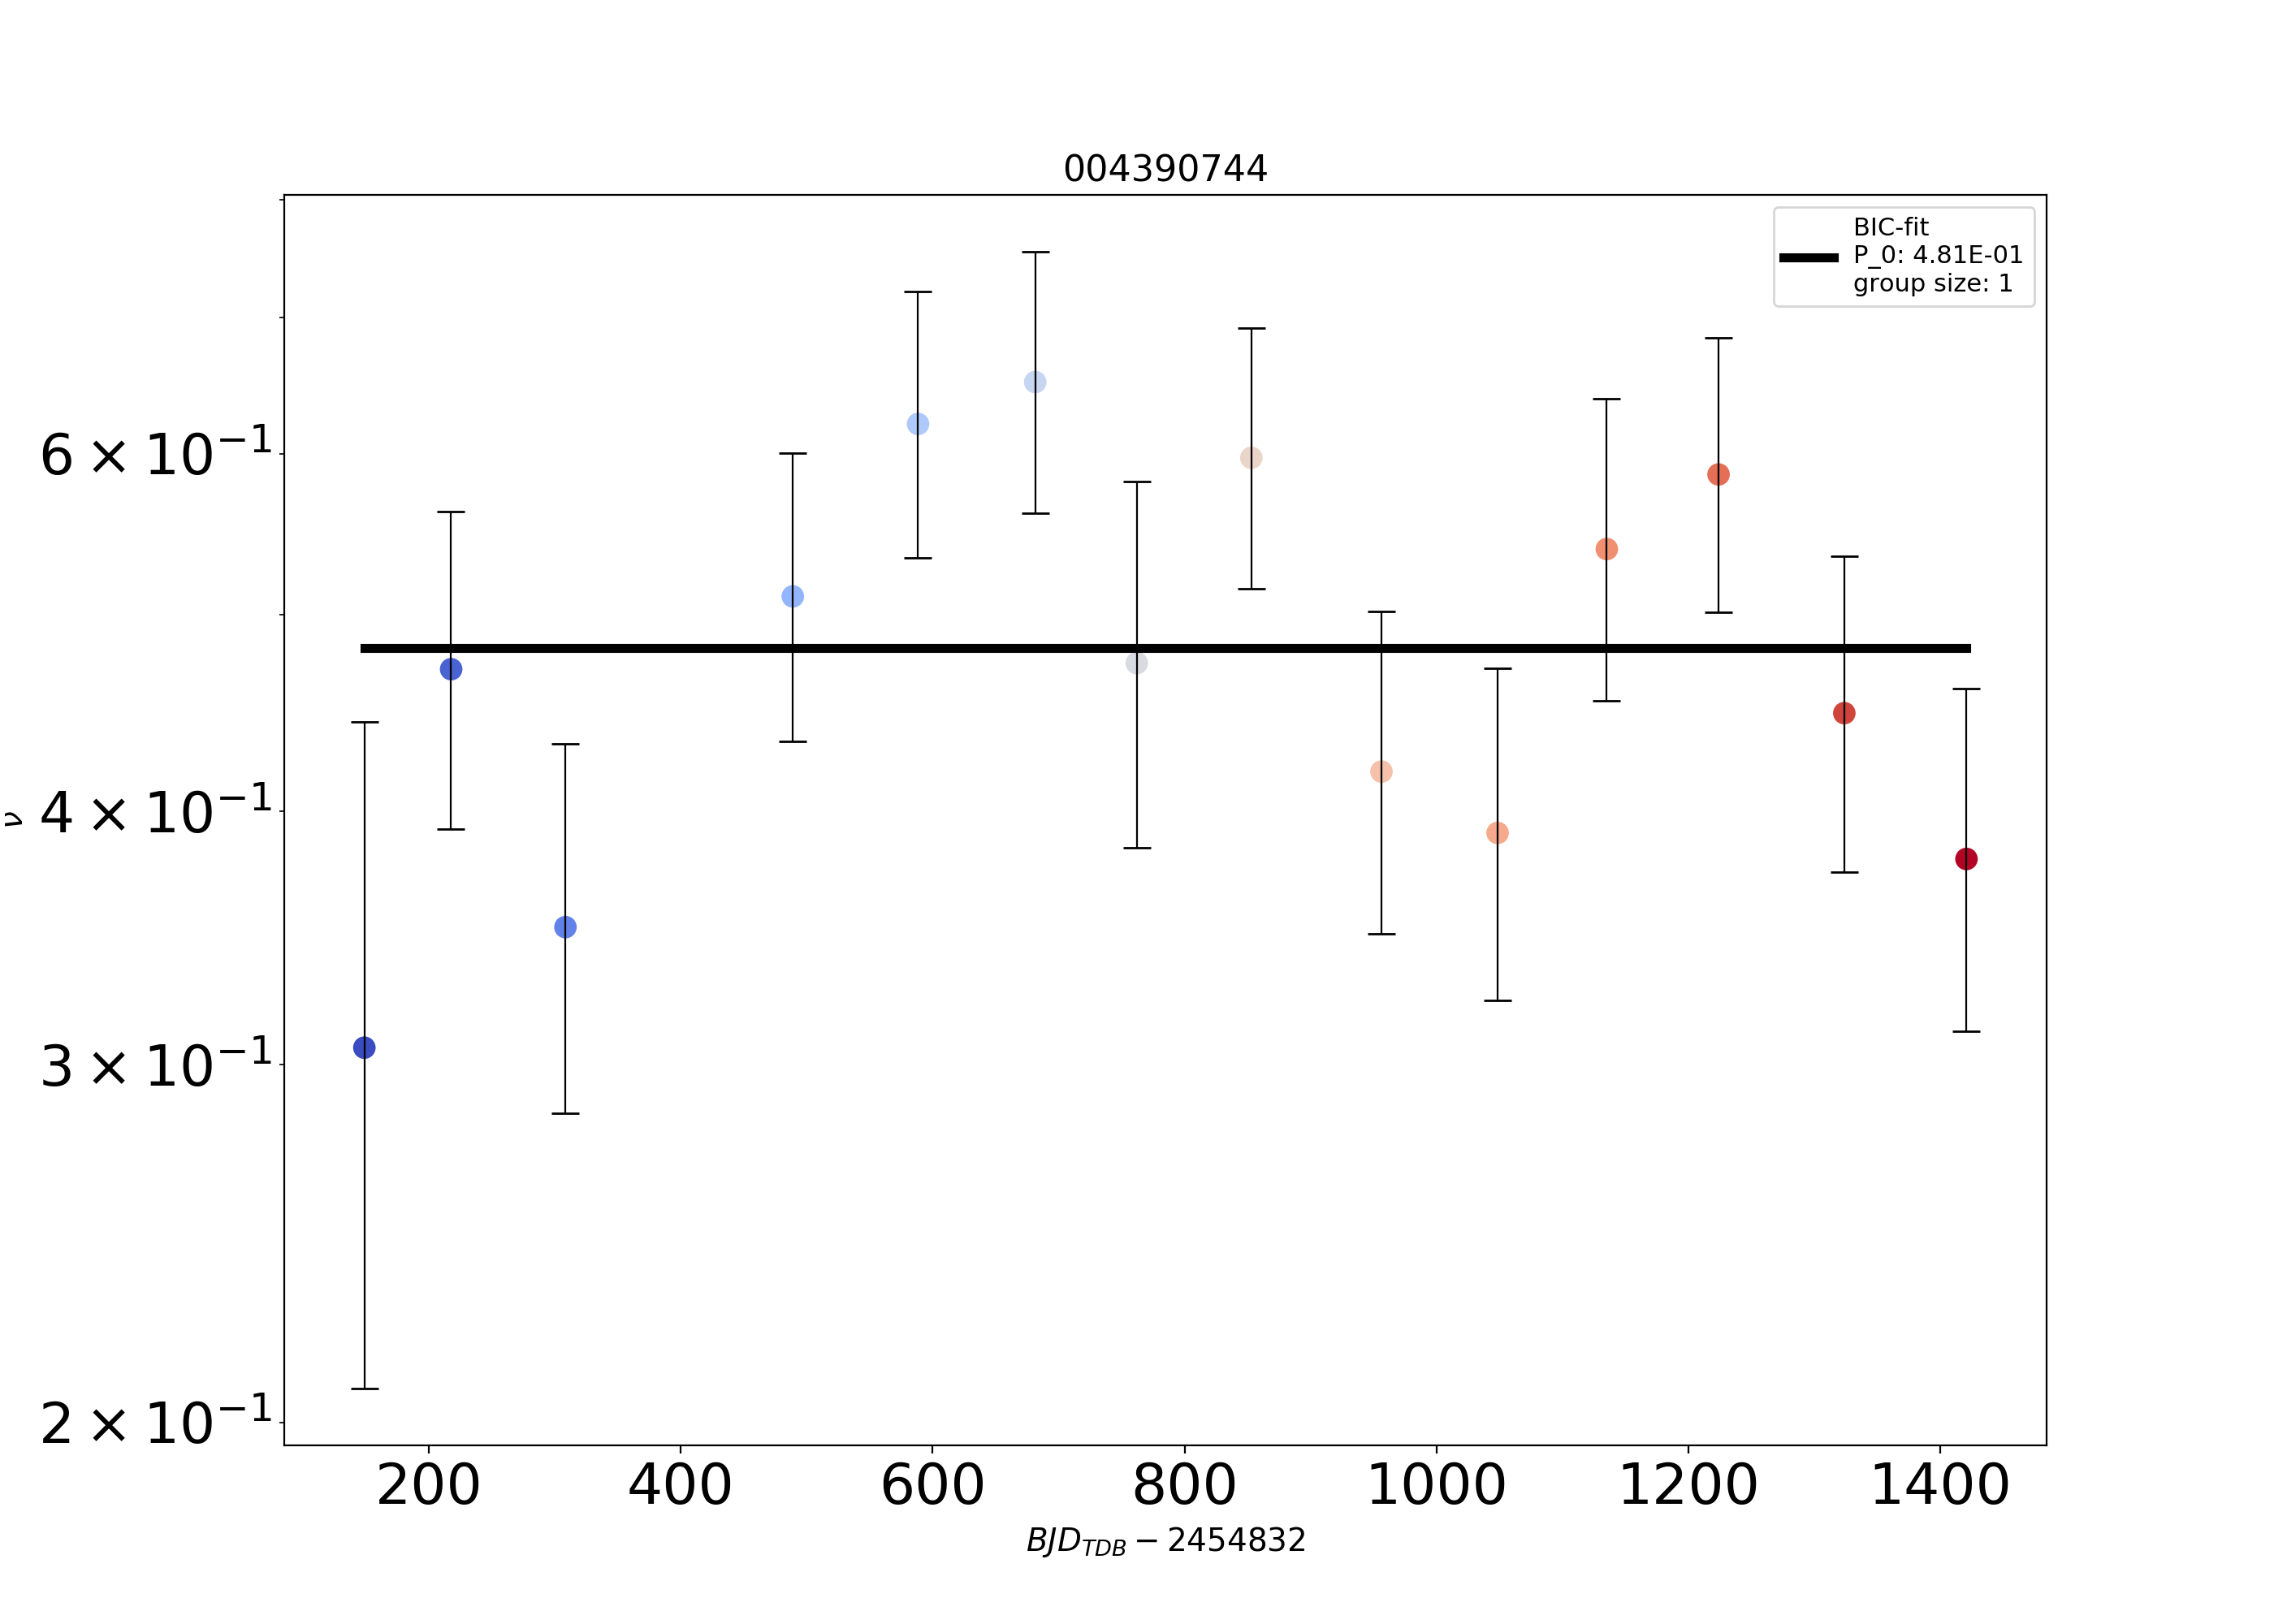 004390744
BIC-fit
P_0: 4.81E-01
group size: 1
6 × 10⁻¹
4 × 10⁻¹
3 × 10⁻¹
2 × 10⁻¹
ν
200 400 600 800 1000 1200 1400
BJD_TDB − 2454832